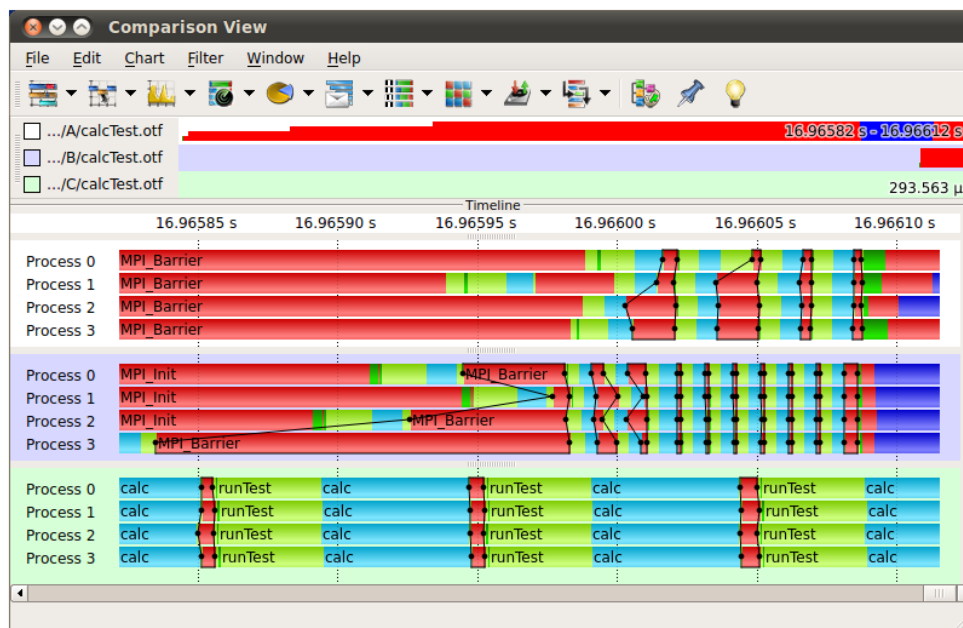 Comparison View
File Edit Chart Filter Window Help
.../A/calcTest.otf 16.96582 s - 16.96612 s
.../B/calcTest.otf
.../C/calcTest.otf 293.563 µ
Timeline
16.96585 s 16.96590 s 16.96595 s 16.96600 s 16.96605 s 16.96610 s
Process 0 MPI_Barrier
Process 1 MPI_Barrier
Process 2 MPI_Barrier
Process 3 MPI_Barrier
Process 0 MPI_Init MPI_Barrier
Process 1 MPI_Init
Process 2 MPI_Init MPI_Barrier
Process 3 MPI_Barrier
Process 0 calc runTest calc runTest calc runTest calc
Process 1 calc runTest calc runTest calc runTest calc
Process 2 calc runTest calc runTest calc runTest calc
Process 3 calc runTest calc runTest calc runTest calc